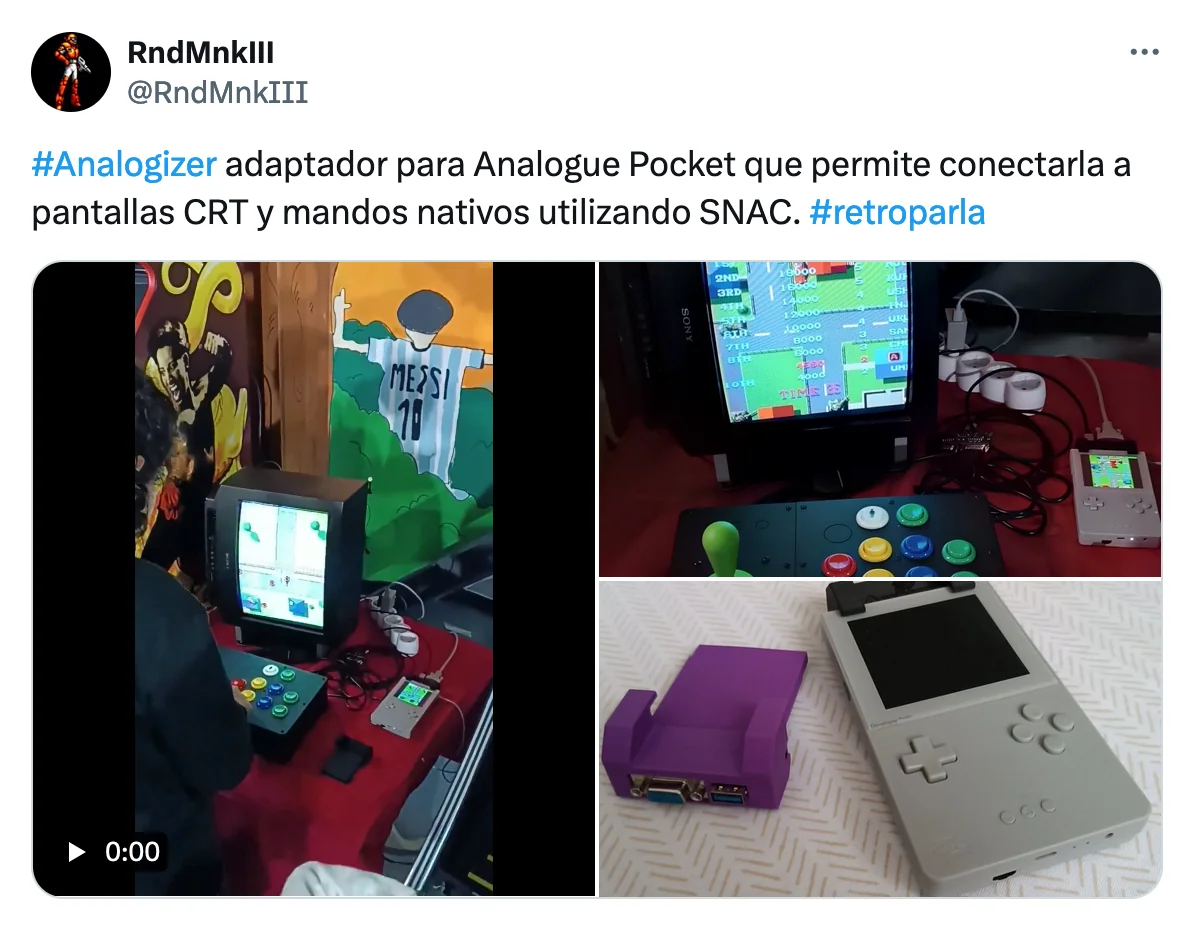 RndMnkIII
@RndMnkIII
#Analogizer adaptador para Analogue Pocket que permite conectarla a
pantallas CRT y mandos nativos utilizando SNAC. #retroparla
MESSI
10
0:00
SONY
2ND
3RD
4TH
5TH
6TH
7TH
8TH
10TH
18000
16000
14000
12000
10000
8000
6000
4000
TIME
A